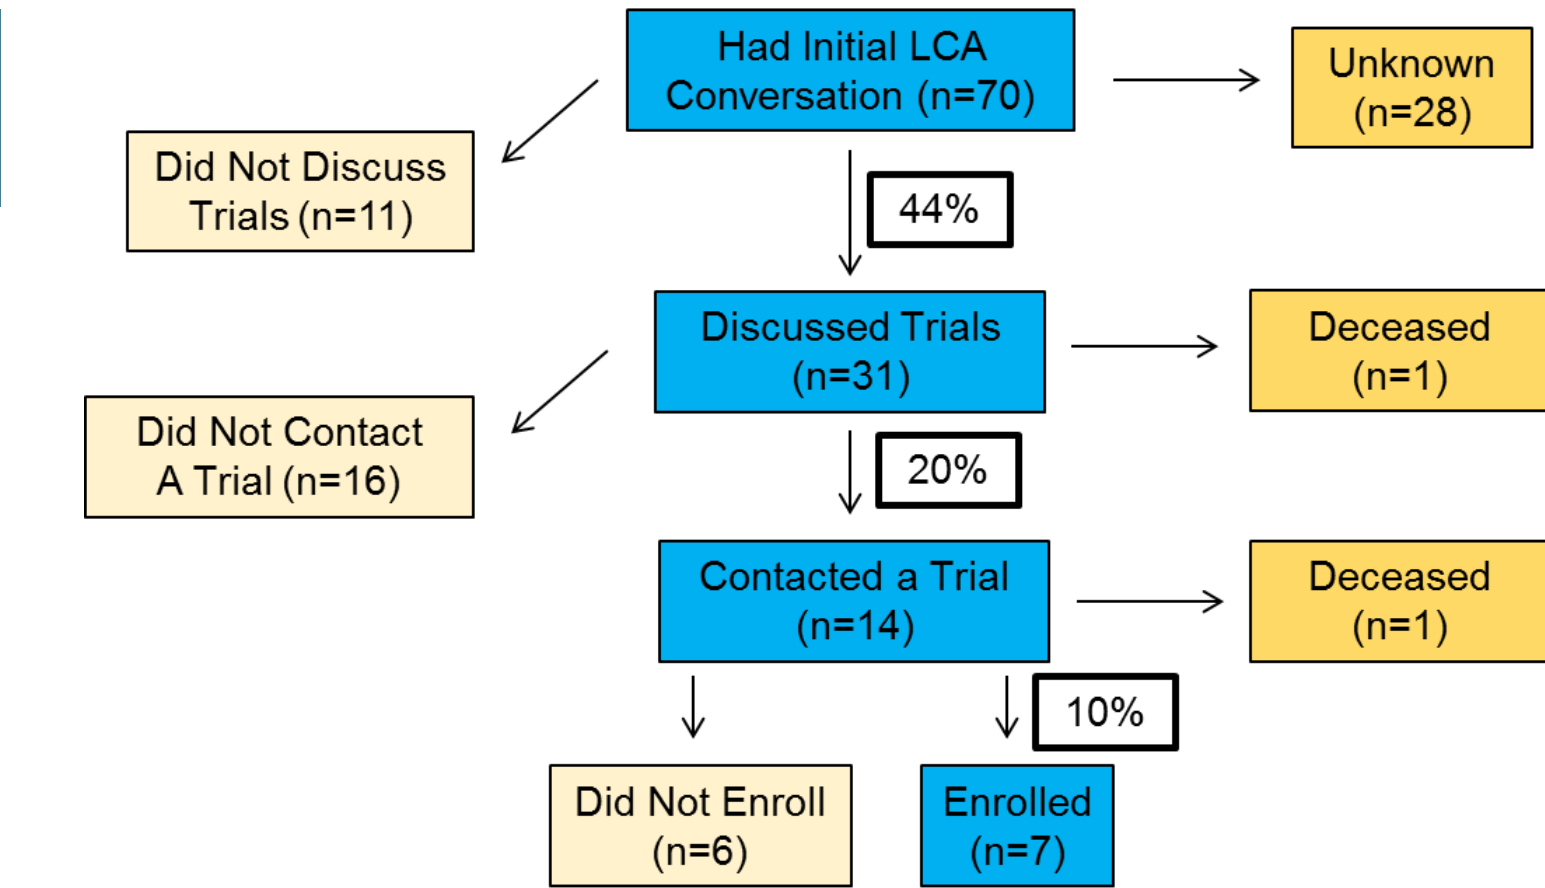 Had Initial LCA
Conversation (n=70)
Unknown
(n=28)
Did Not Discuss
Trials (n=11)
44%
Discussed Trials
(n=31)
Deceased
(n=1)
Did Not Contact
A Trial (n=16)
20%
Contacted a Trial
(n=14)
Deceased
(n=1)
10%
Did Not Enroll
(n=6)
Enrolled
(n=7)